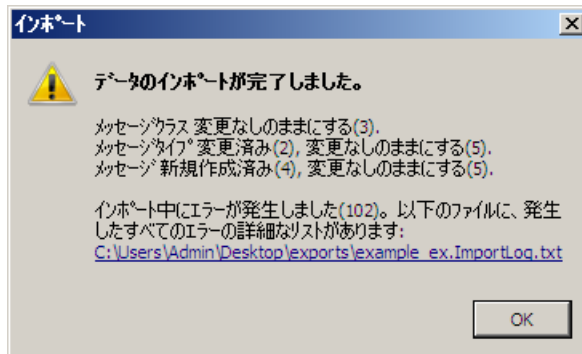 インポート
データのインポートが完了しました。
メッセージクラス 変更なしのままにする(3).
メッセージタイプ 変更済み(2), 変更なしのままにする(5).
メッセージ 新規作成済み(4), 変更なしのままにする(5).
インポート中にエラーが発生しました(102)。以下のファイルに、発生
したすべてのエラーの詳細なリストがあります:
C:\Users\Admin\Desktop\exports\example_ex.ImportLog.txt
OK